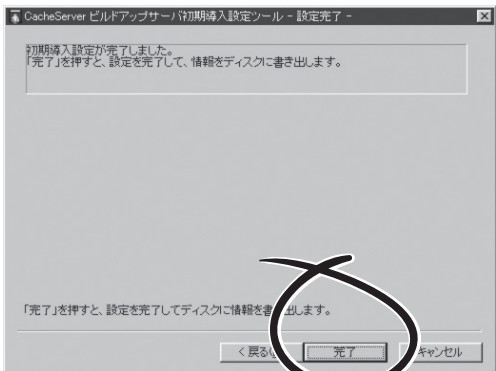 CacheServer ビルドアップサーバ初期導入設定ツール - 設定完了 -
初期導入設定が完了しました。
「完了」を押すと、設定を完了して、情報をディスクに書き出します。
「完了」を押すと、設定を完了してディスクに情報を書き出します。
< 戻る(
完了
キャンセル